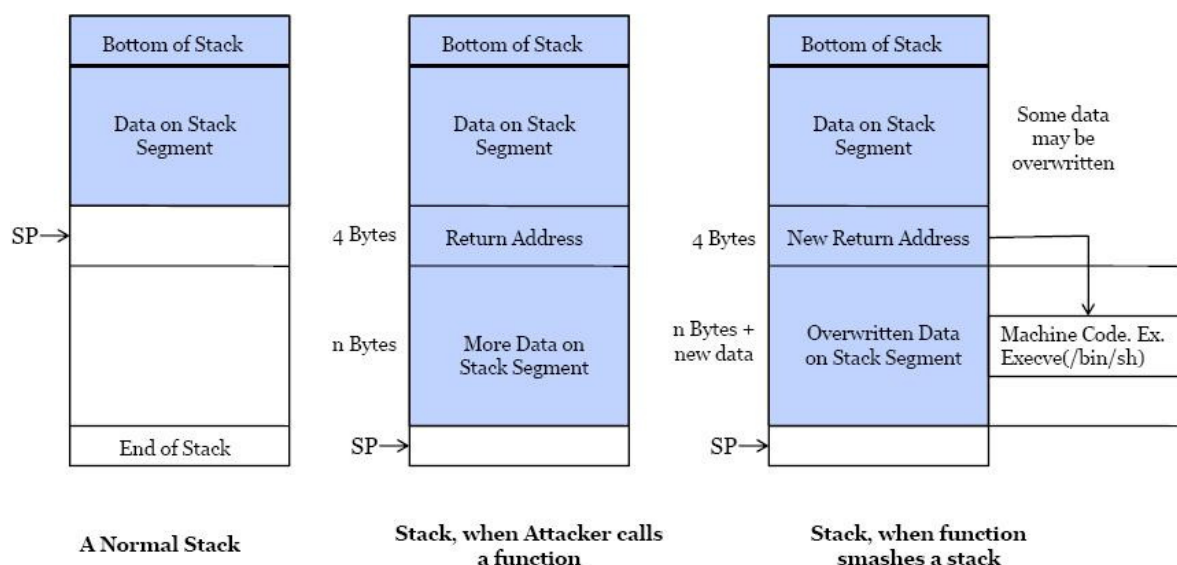 Bottom of Stack
Data on Stack
Segment
SP
End of Stack
A Normal Stack
Bottom of Stack
Data on Stack
Segment
4 Bytes
Return Address
n Bytes
More Data on
Stack Segment
SP
Stack, when Attacker calls
a function
Bottom of Stack
Data on Stack
Segment
Some data
may be
overwritten
4 Bytes
New Return Address
n Bytes +
new data
Overwritten Data
on Stack Segment
Machine Code. Ex.
Execve(/bin/sh)
SP
Stack, when function
smashes a stack